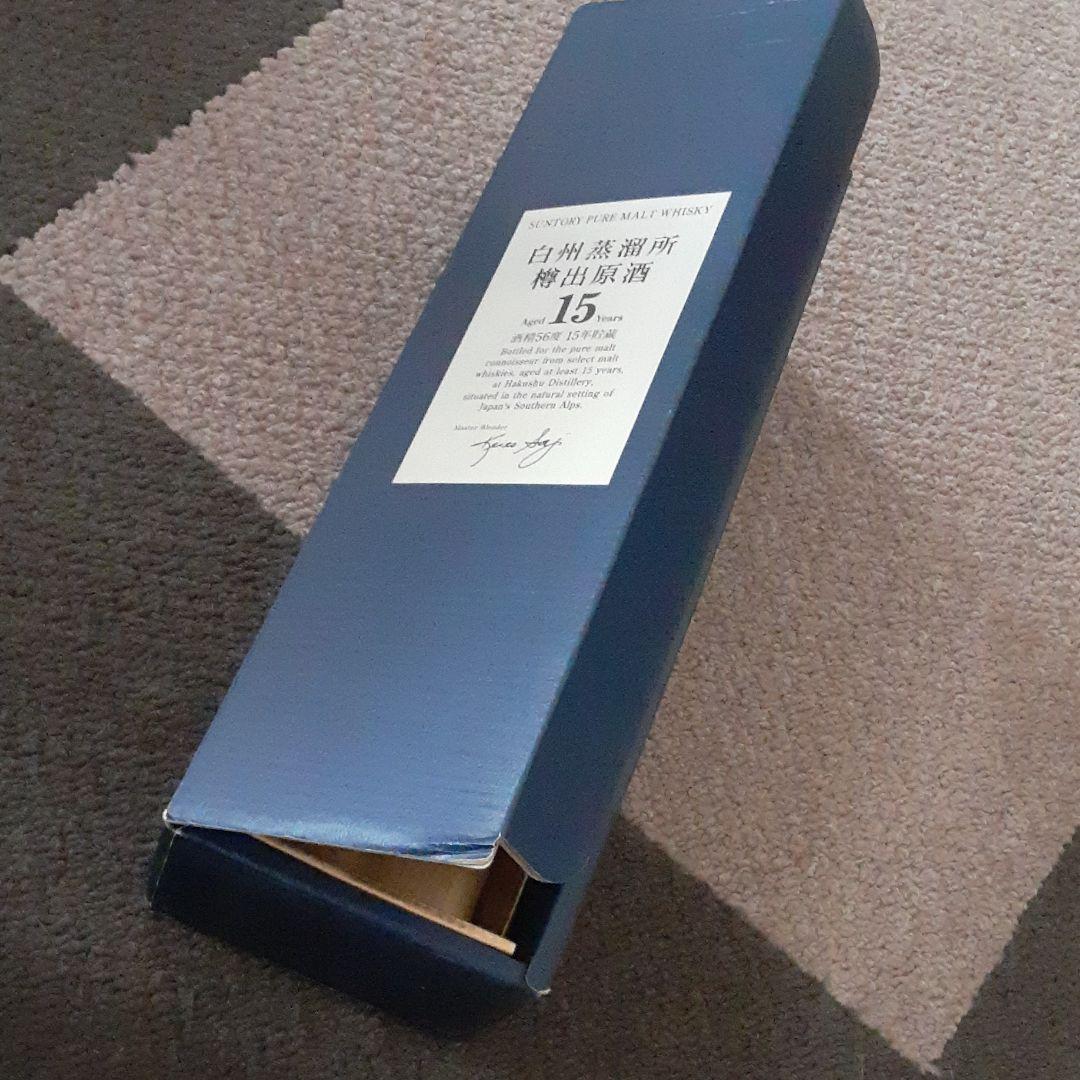 SUNTORY PURE MALT WHISKY
白州蒸溜所
樽出原酒
Aged 15 Years
酒精56度 15年貯蔵
Bottled for the pure malt
connoisseur from select malt
whiskies, aged at least 15 years,
at Hakushu Distillery,
situated in the natural setting of
Japan's Southern Alps.
Master Blender